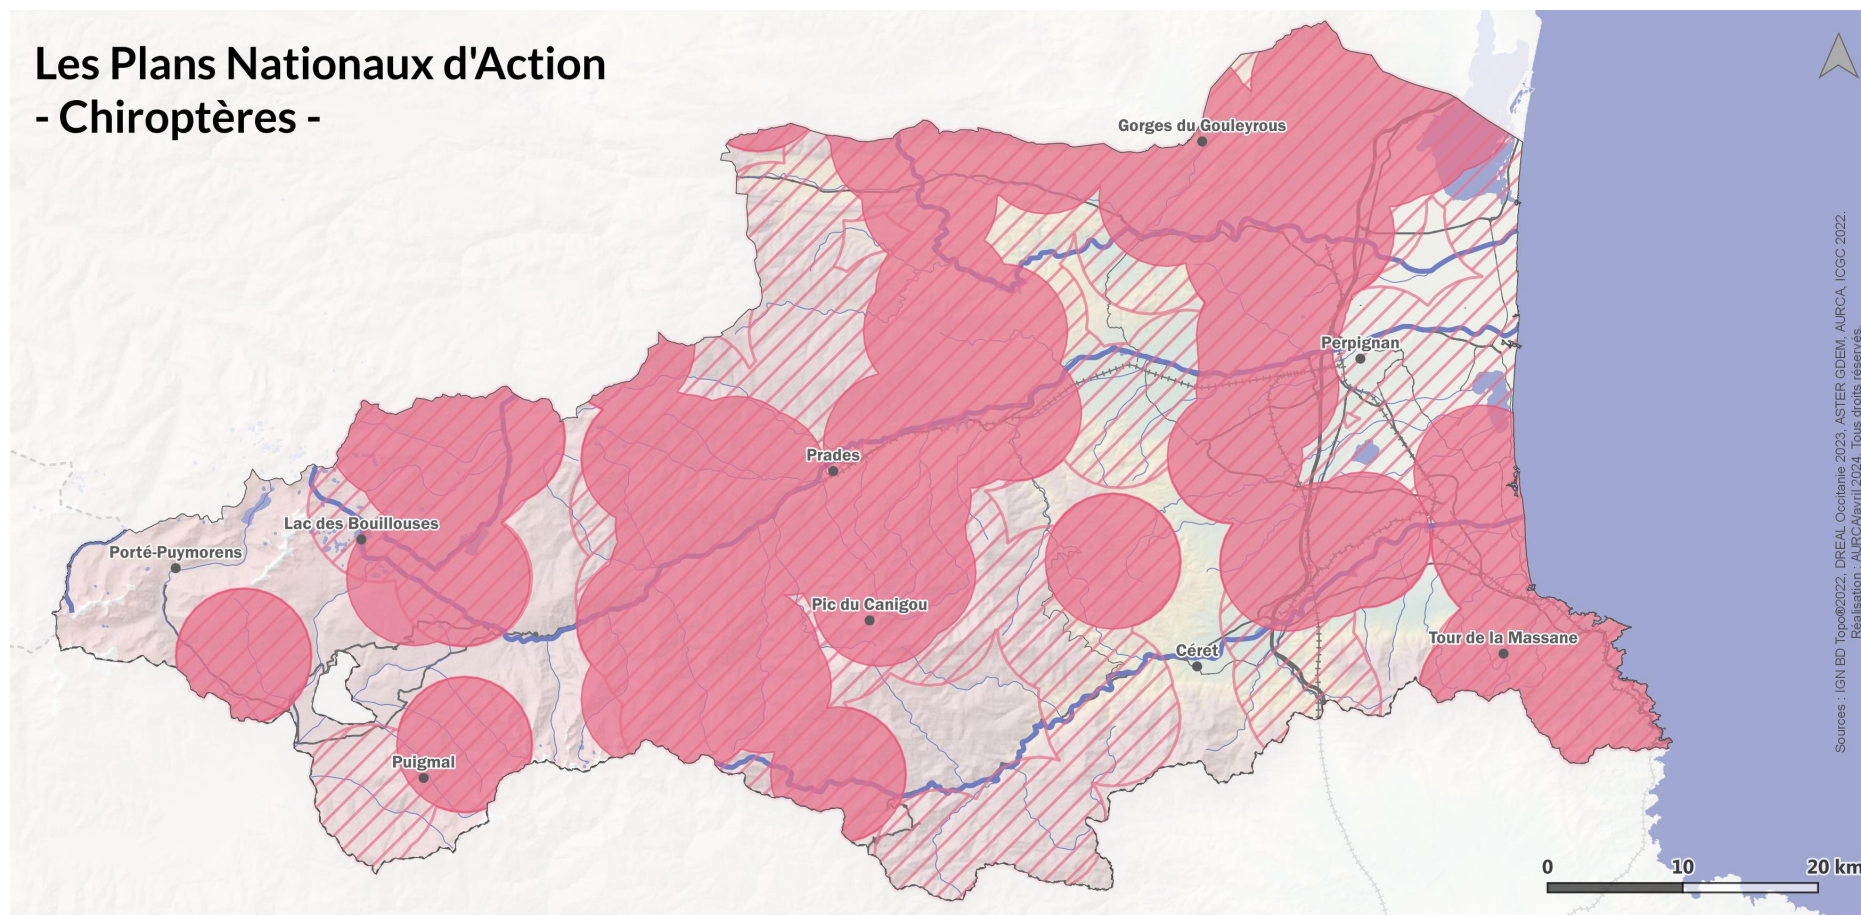 Les Plans Nationaux d'Action
- Chiroptères -
Gorges du Gouleyrous
Perpignan
Prades
Lac des Bouillouses
Porté-Puymorens
Pic du Canigou
Tour de la Massane
Céret
Puigmal
0 10 20 km
Sources : IGN BD Topo®2022, DREAL Occitanie 2023, ASTER GDEM, AURCA, ICGC 2022.
Réalisation : AURCA/avril 2024. Tous droits réservés.